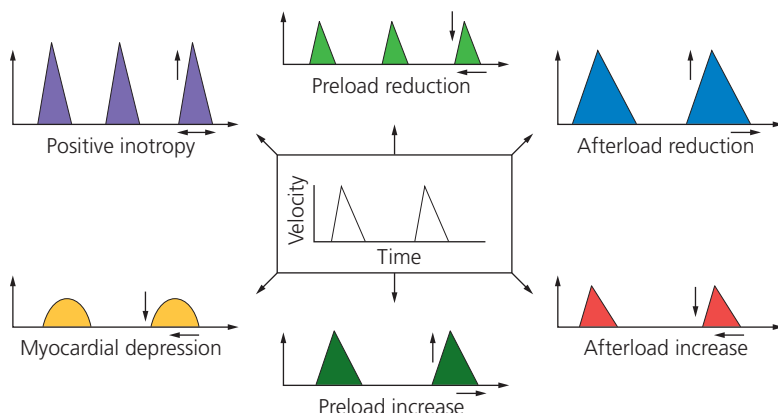 Preload reduction
Positive inotropy
Afterload reduction
Velocity
Time
Myocardial depression
Afterload increase
Preload increase